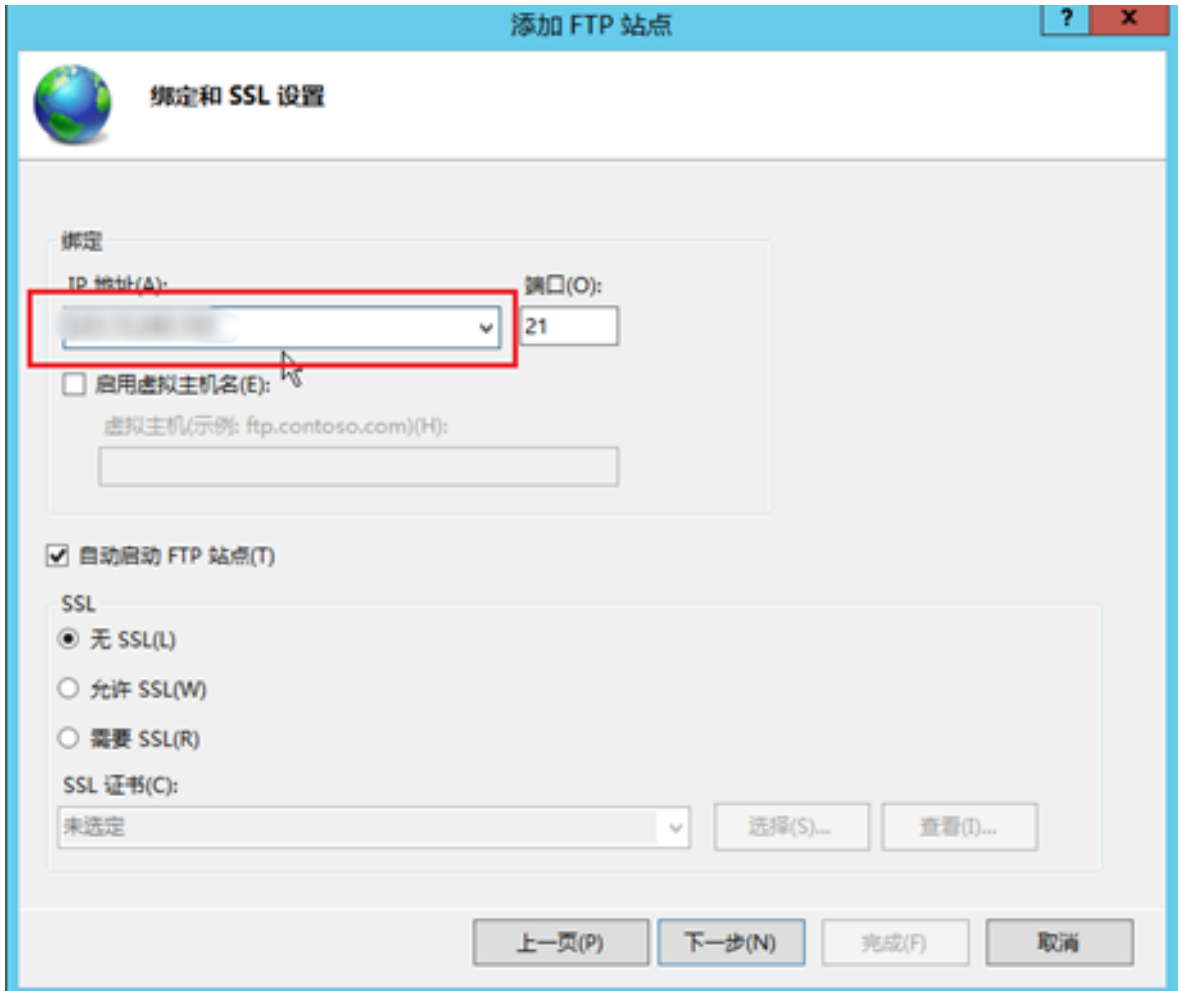 添加 FTP 站点
? x
绑定和 SSL 设置
绑定
IP 地址(A):
端口(O):
21
启用虚拟主机名(E):
虚拟主机(示例: ftp.contoso.com)(H):
自动启动 FTP 站点(T)
SSL
无 SSL(L)
允许 SSL(W)
需要 SSL(R)
SSL 证书(C):
未选定
选择(S)...
查看(I)...
上一页(P)
下一步(N)
完成(F)
取消